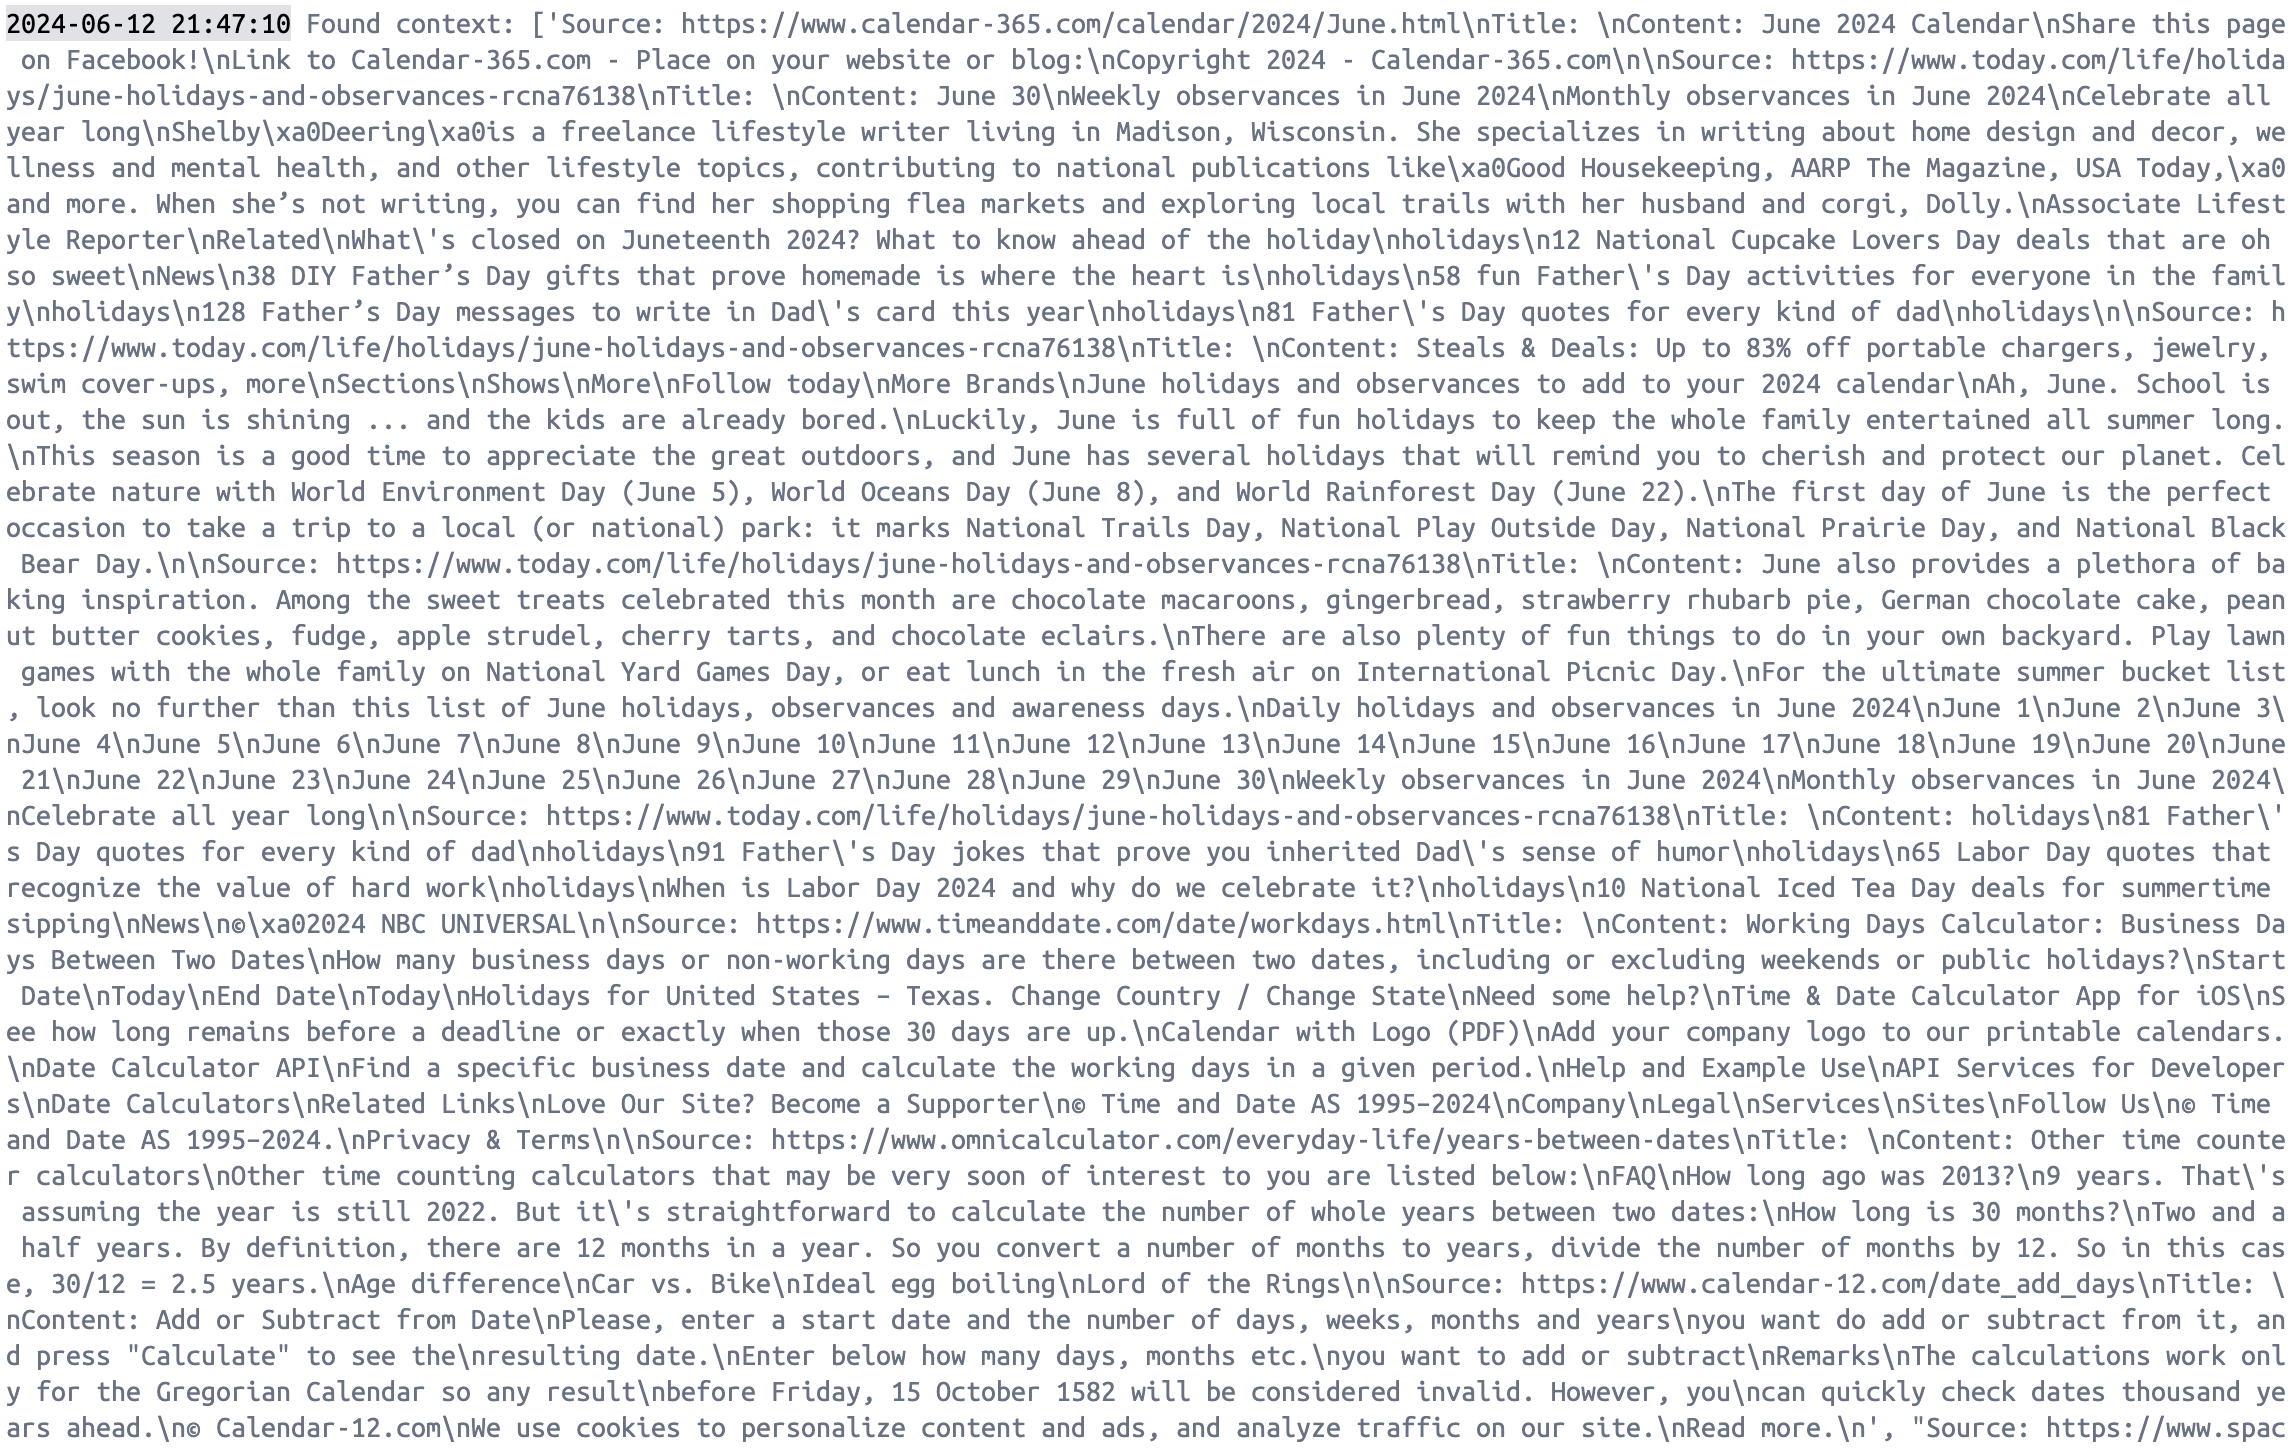 2024-06-12 21:47:10 Found context: ['Source: https://www.calendar-365.com/calendar/2024/June.html\nTitle: \nContent: June 2024 Calendar\nShare this page
 on Facebook!\nLink to Calendar-365.com - Place on your website or blog:\nCopyright 2024 - Calendar-365.com\n\nSource: https://www.today.com/life/holida
ys/june-holidays-and-observances-rcna76138\nTitle: \nContent: June 30\nWeekly observances in June 2024\nMonthly observances in June 2024\nCelebrate all
year long\nShelby\xa0Deering\xa0is a freelance lifestyle writer living in Madison, Wisconsin. She specializes in writing about home design and decor, we
llness and mental health, and other lifestyle topics, contributing to national publications like\xa0Good Housekeeping, AARP The Magazine, USA Today,\xa0
and more. When she’s not writing, you can find her shopping flea markets and exploring local trails with her husband and corgi, Dolly.\nAssociate Lifest
yle Reporter\nRelated\nWhat\'s closed on Juneteenth 2024? What to know ahead of the holiday\nholidays\n12 National Cupcake Lovers Day deals that are oh
so sweet\nNews\n38 DIY Father’s Day gifts that prove homemade is where the heart is\nholidays\n58 fun Father\'s Day activities for everyone in the famil
y\nholidays\n128 Father’s Day messages to write in Dad\'s card this year\nholidays\n81 Father\'s Day quotes for every kind of dad\nholidays\n\nSource: h
ttps://www.today.com/life/holidays/june-holidays-and-observances-rcna76138\nTitle: \nContent: Steals & Deals: Up to 83% off portable chargers, jewelry,
swim cover-ups, more\nSections\nShows\nMore\nFollow today\nMore Brands\nJune holidays and observances to add to your 2024 calendar\nAh, June. School is
out, the sun is shining ... and the kids are already bored.\nLuckily, June is full of fun holidays to keep the whole family entertained all summer long.
\nThis season is a good time to appreciate the great outdoors, and June has several holidays that will remind you to cherish and protect our planet. Cel
ebrate nature with World Environment Day (June 5), World Oceans Day (June 8), and World Rainforest Day (June 22).\nThe first day of June is the perfect
occasion to take a trip to a local (or national) park: it marks National Trails Day, National Play Outside Day, National Prairie Day, and National Black
 Bear Day.\n\nSource: https://www.today.com/life/holidays/june-holidays-and-observances-rcna76138\nTitle: \nContent: June also provides a plethora of ba
king inspiration. Among the sweet treats celebrated this month are chocolate macaroons, gingerbread, strawberry rhubarb pie, German chocolate cake, pean
ut butter cookies, fudge, apple strudel, cherry tarts, and chocolate eclairs.\nThere are also plenty of fun things to do in your own backyard. Play lawn
 games with the whole family on National Yard Games Day, or eat lunch in the fresh air on International Picnic Day.\nFor the ultimate summer bucket list
, look no further than this list of June holidays, observances and awareness days.\nDaily holidays and observances in June 2024\nJune 1\nJune 2\nJune 3\
nJune 4\nJune 5\nJune 6\nJune 7\nJune 8\nJune 9\nJune 10\nJune 11\nJune 12\nJune 13\nJune 14\nJune 15\nJune 16\nJune 17\nJune 18\nJune 19\nJune 20\nJune
 21\nJune 22\nJune 23\nJune 24\nJune 25\nJune 26\nJune 27\nJune 28\nJune 29\nJune 30\nWeekly observances in June 2024\nMonthly observances in June 2024\
nCelebrate all year long\n\nSource: https://www.today.com/life/holidays/june-holidays-and-observances-rcna76138\nTitle: \nContent: holidays\n81 Father\'
s Day quotes for every kind of dad\nholidays\n91 Father\'s Day jokes that prove you inherited Dad\'s sense of humor\nholidays\n65 Labor Day quotes that
recognize the value of hard work\nholidays\nWhen is Labor Day 2024 and why do we celebrate it?\nholidays\n10 National Iced Tea Day deals for summertime
sipping\nNews\n©\xa02024 NBC UNIVERSAL\n\nSource: https://www.timeanddate.com/date/workdays.html\nTitle: \nContent: Working Days Calculator: Business Da
ys Between Two Dates\nHow many business days or non-working days are there between two dates, including or excluding weekends or public holidays?\nStart
 Date\nToday\nEnd Date\nToday\nHolidays for United States – Texas. Change Country / Change State\nNeed some help?\nTime & Date Calculator App for iOS\nS
ee how long remains before a deadline or exactly when those 30 days are up.\nCalendar with Logo (PDF)\nAdd your company logo to our printable calendars.
\nDate Calculator API\nFind a specific business date and calculate the working days in a given period.\nHelp and Example Use\nAPI Services for Developer
s\nDate Calculators\nRelated Links\nLove Our Site? Become a Supporter\n© Time and Date AS 1995–2024\nCompany\nLegal\nServices\nSites\nFollow Us\n© Time
and Date AS 1995–2024.\nPrivacy & Terms\n\nSource: https://www.omnicalculator.com/everyday-life/years-between-dates\nTitle: \nContent: Other time counte
r calculators\nOther time counting calculators that may be very soon of interest to you are listed below:\nFAQ\nHow long ago was 2013?\n9 years. That\'s
 assuming the year is still 2022. But it\'s straightforward to calculate the number of whole years between two dates:\nHow long is 30 months?\nTwo and a
 half years. By definition, there are 12 months in a year. So you convert a number of months to years, divide the number of months by 12. So in this cas
e, 30/12 = 2.5 years.\nAge difference\nCar vs. Bike\nIdeal egg boiling\nLord of the Rings\n\nSource: https://www.calendar-12.com/date_add_days\nTitle: \
nContent: Add or Subtract from Date\nPlease, enter a start date and the number of days, weeks, months and years\nyou want do add or subtract from it, an
d press "Calculate" to see the\nresulting date.\nEnter below how many days, months etc.\nyou want to add or subtract\nRemarks\nThe calculations work onl
y for the Gregorian Calendar so any result\nbefore Friday, 15 October 1582 will be considered invalid. However, you\ncan quickly check dates thousand ye
ars ahead.\n© Calendar-12.com\nWe use cookies to personalize content and ads, and analyze traffic on our site.\nRead more.\n', "Source: https://www.spac